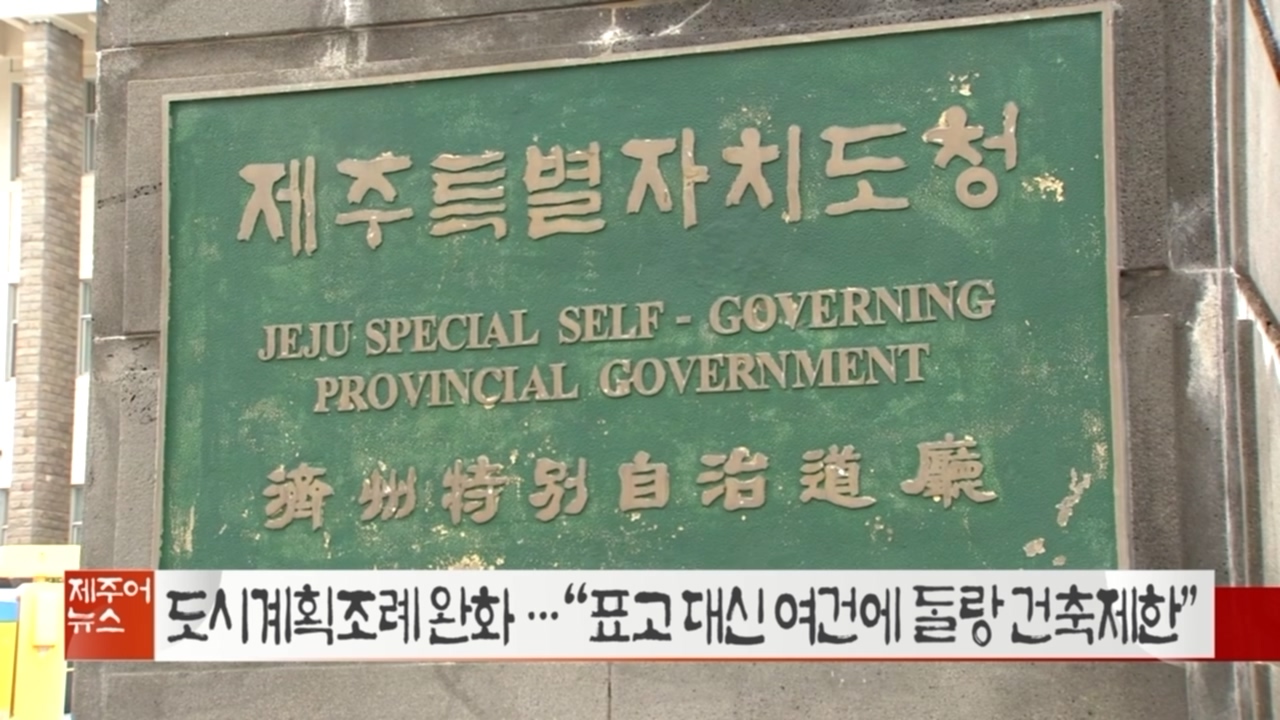 제주특별자치도청
JEJU SPECIAL SELF - GOVERNING
PROVINCIAL GOVERNMENT
濟州特別自治道廳
제주어
뉴스
도시계획조례 완화 …“표고 대신 여건에 돌랑 건축제한”